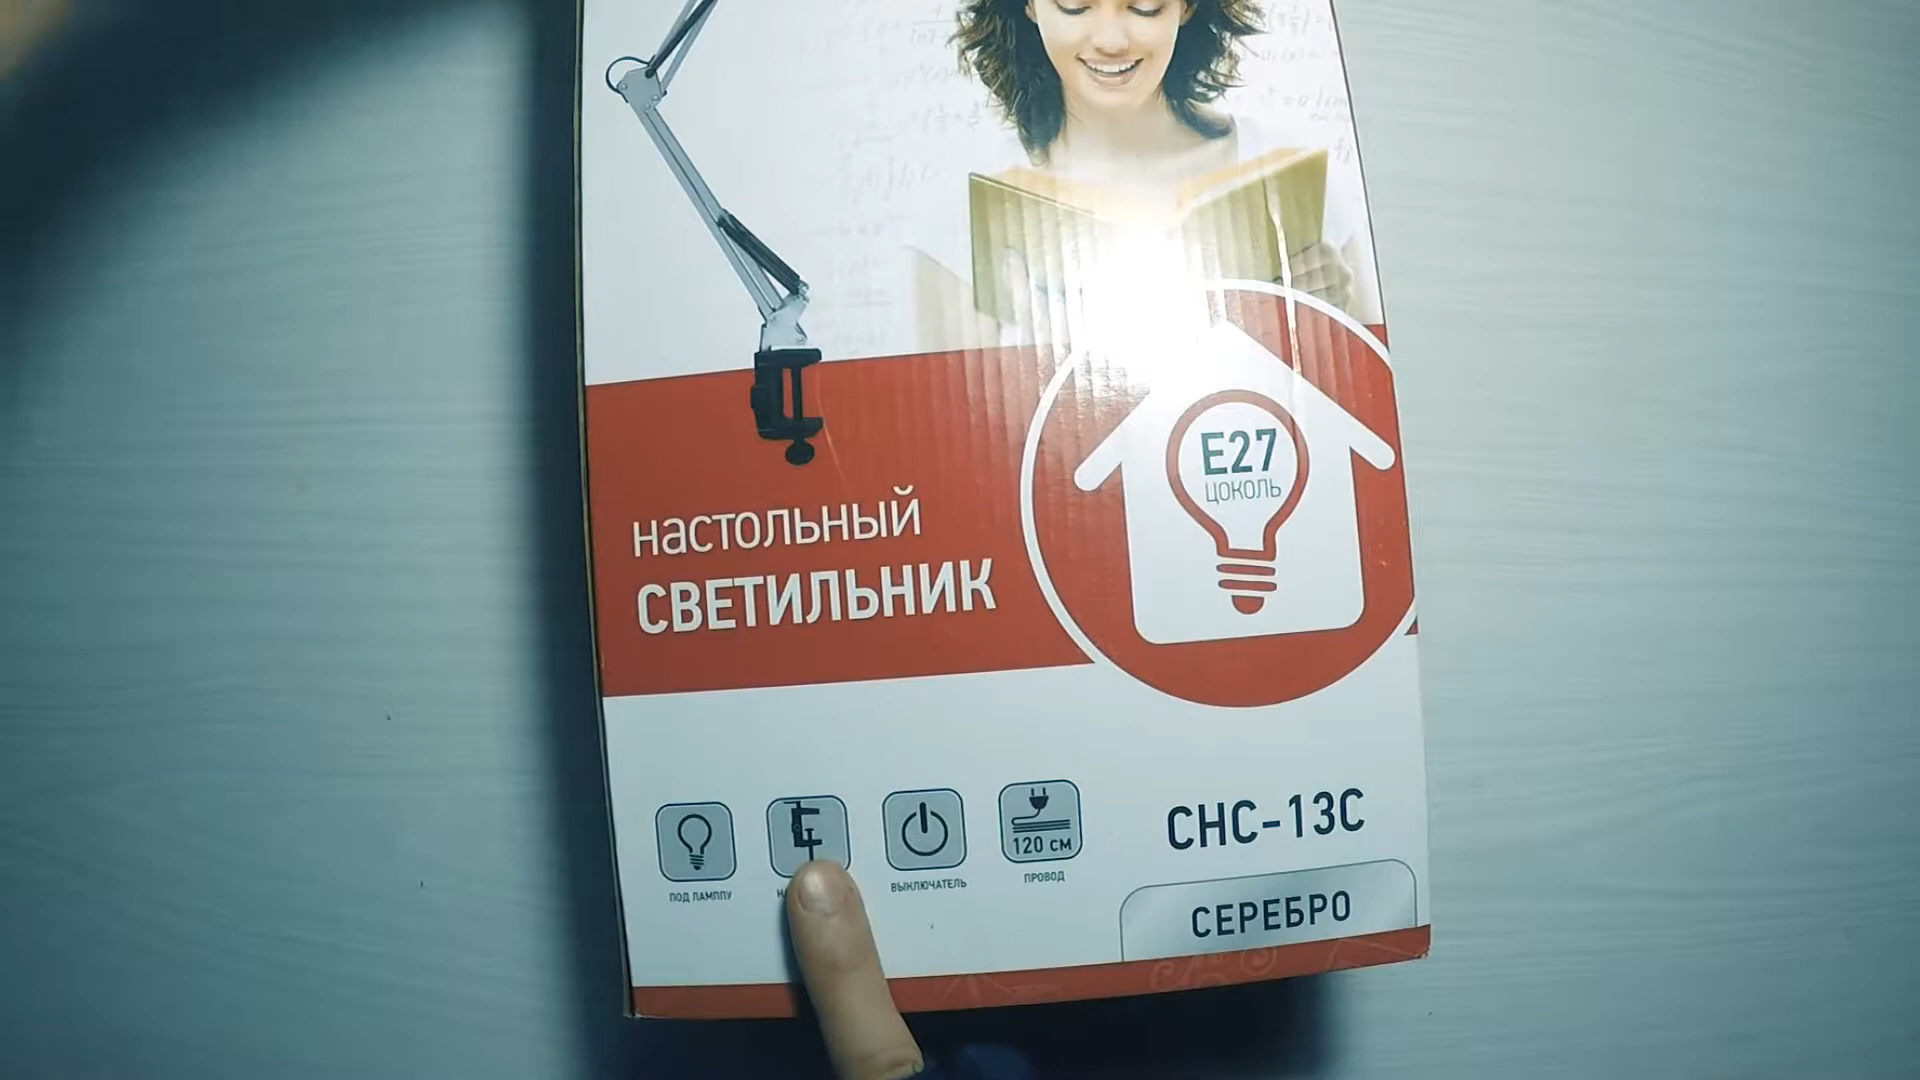 E27
ЦОКОЛЬ
настольный
СВЕТИЛЬНИК
120 см
ПОД ЛАМПУ
ВЫКЛЮЧАТЕЛЬ
ПРОВОД
СНС-13С
СЕРЕБРО